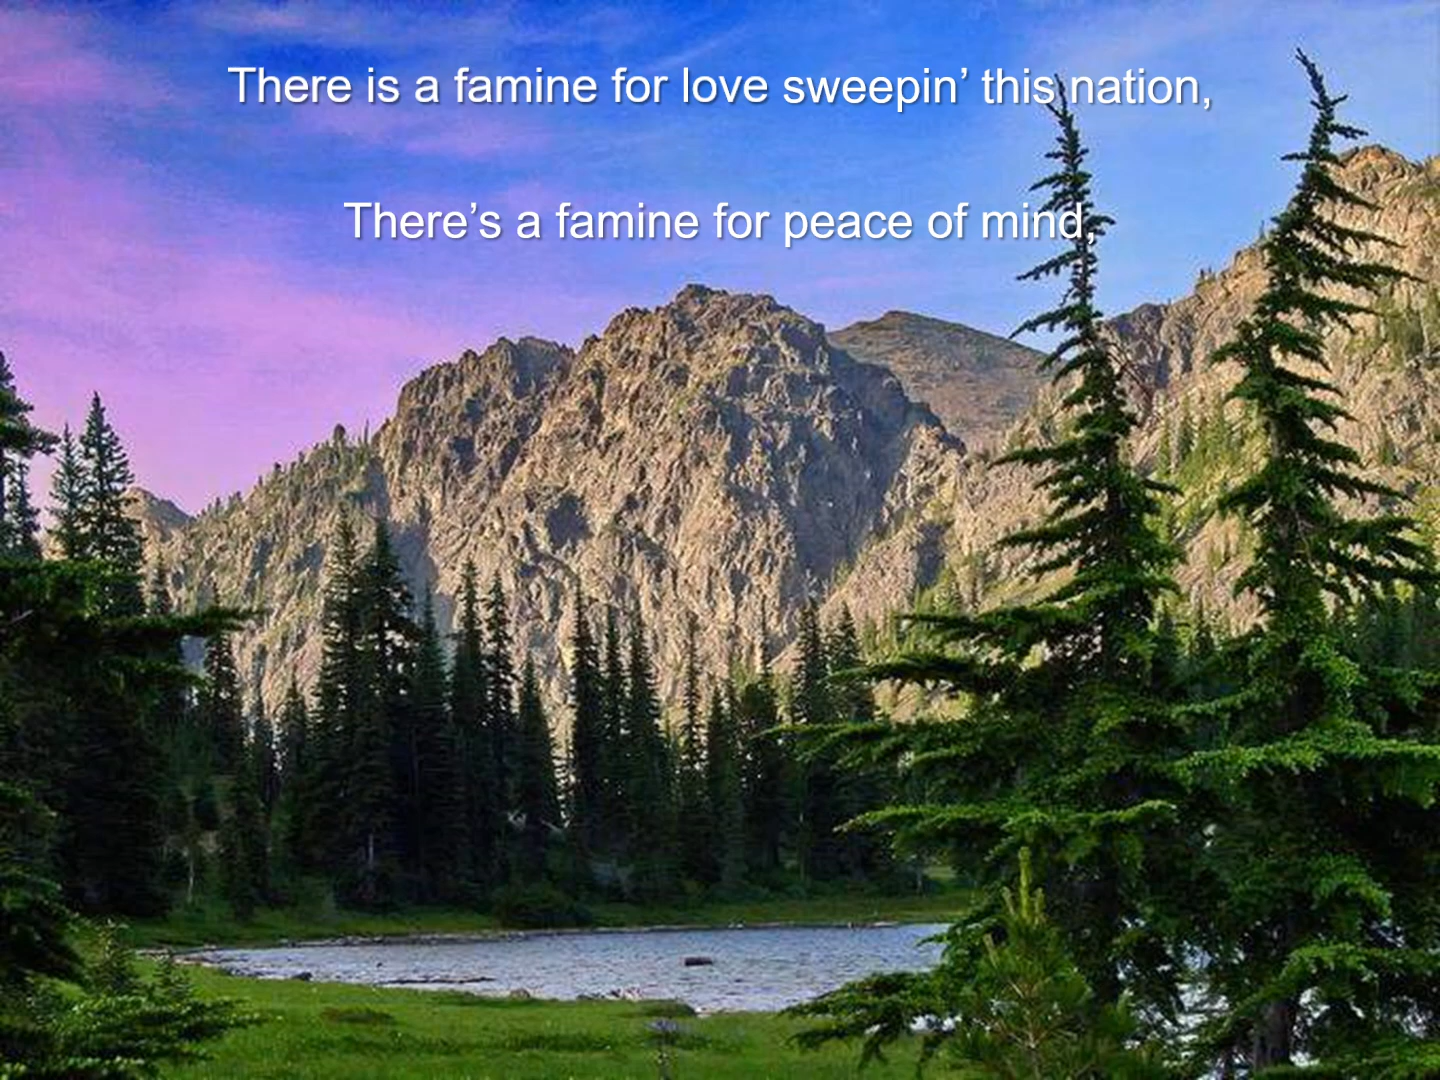 There is a famine for love sweepin’ this nation,
There’s a famine for peace of mind,